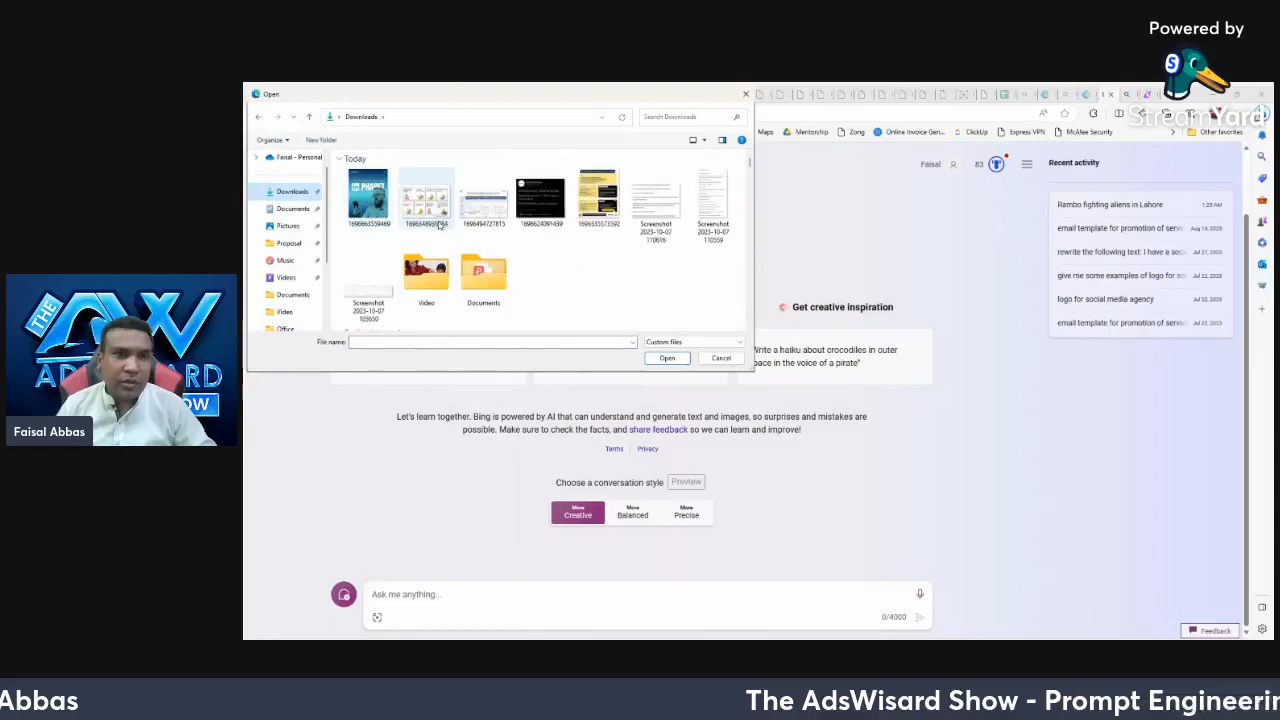 Powered by
StreamYard
Open
Downloads
Search Downloads
Organize
New folder
Faisal - Personal
Downloads
Documents
Pictures
Proposal
Music
Videos
Documents
Video
Office
Today
1696663559469
1696494727815
1696624091439
1696335573592
Screenshot
2023-10-07
110616
Screenshot
2023-10-07
110559
Screenshot
2023-10-07
103650
Video
Documents
File name:
Custom files
Open
Cancel
Maps
Mentorship
Zong
Online Invoice Gen...
ClickUp
Express VPN
McAfee Security
Other favorites
Faisal
83
Recent activity
Rambo fighting aliens in Lahore
email template for promotion of servi
Aug 14, 2023
rewrite the following text: I have a soc
Jul 27, 2023
give me some examples of logo for so
Jul 22, 2023
logo for social media agency
Jul 22, 2023
email template for promotion of servi
Jul 22, 2023
Get creative inspiration
Write a haiku about crocodiles in outer
space in the voice of a pirate"
Let's learn together. Bing is powered by AI that can understand and generate text and images, so surprises and mistakes are
possible. Make sure to check the facts, and share feedback so we can learn and improve!
Terms
Privacy
Choose a conversation style
Preview
More
Creative
More
Balanced
More
Precise
Ask me anything...
0/4000
Feedback
THE
AW
Faisal Abbas
Abbas
The AdsWisard Show - Prompt Engineerin